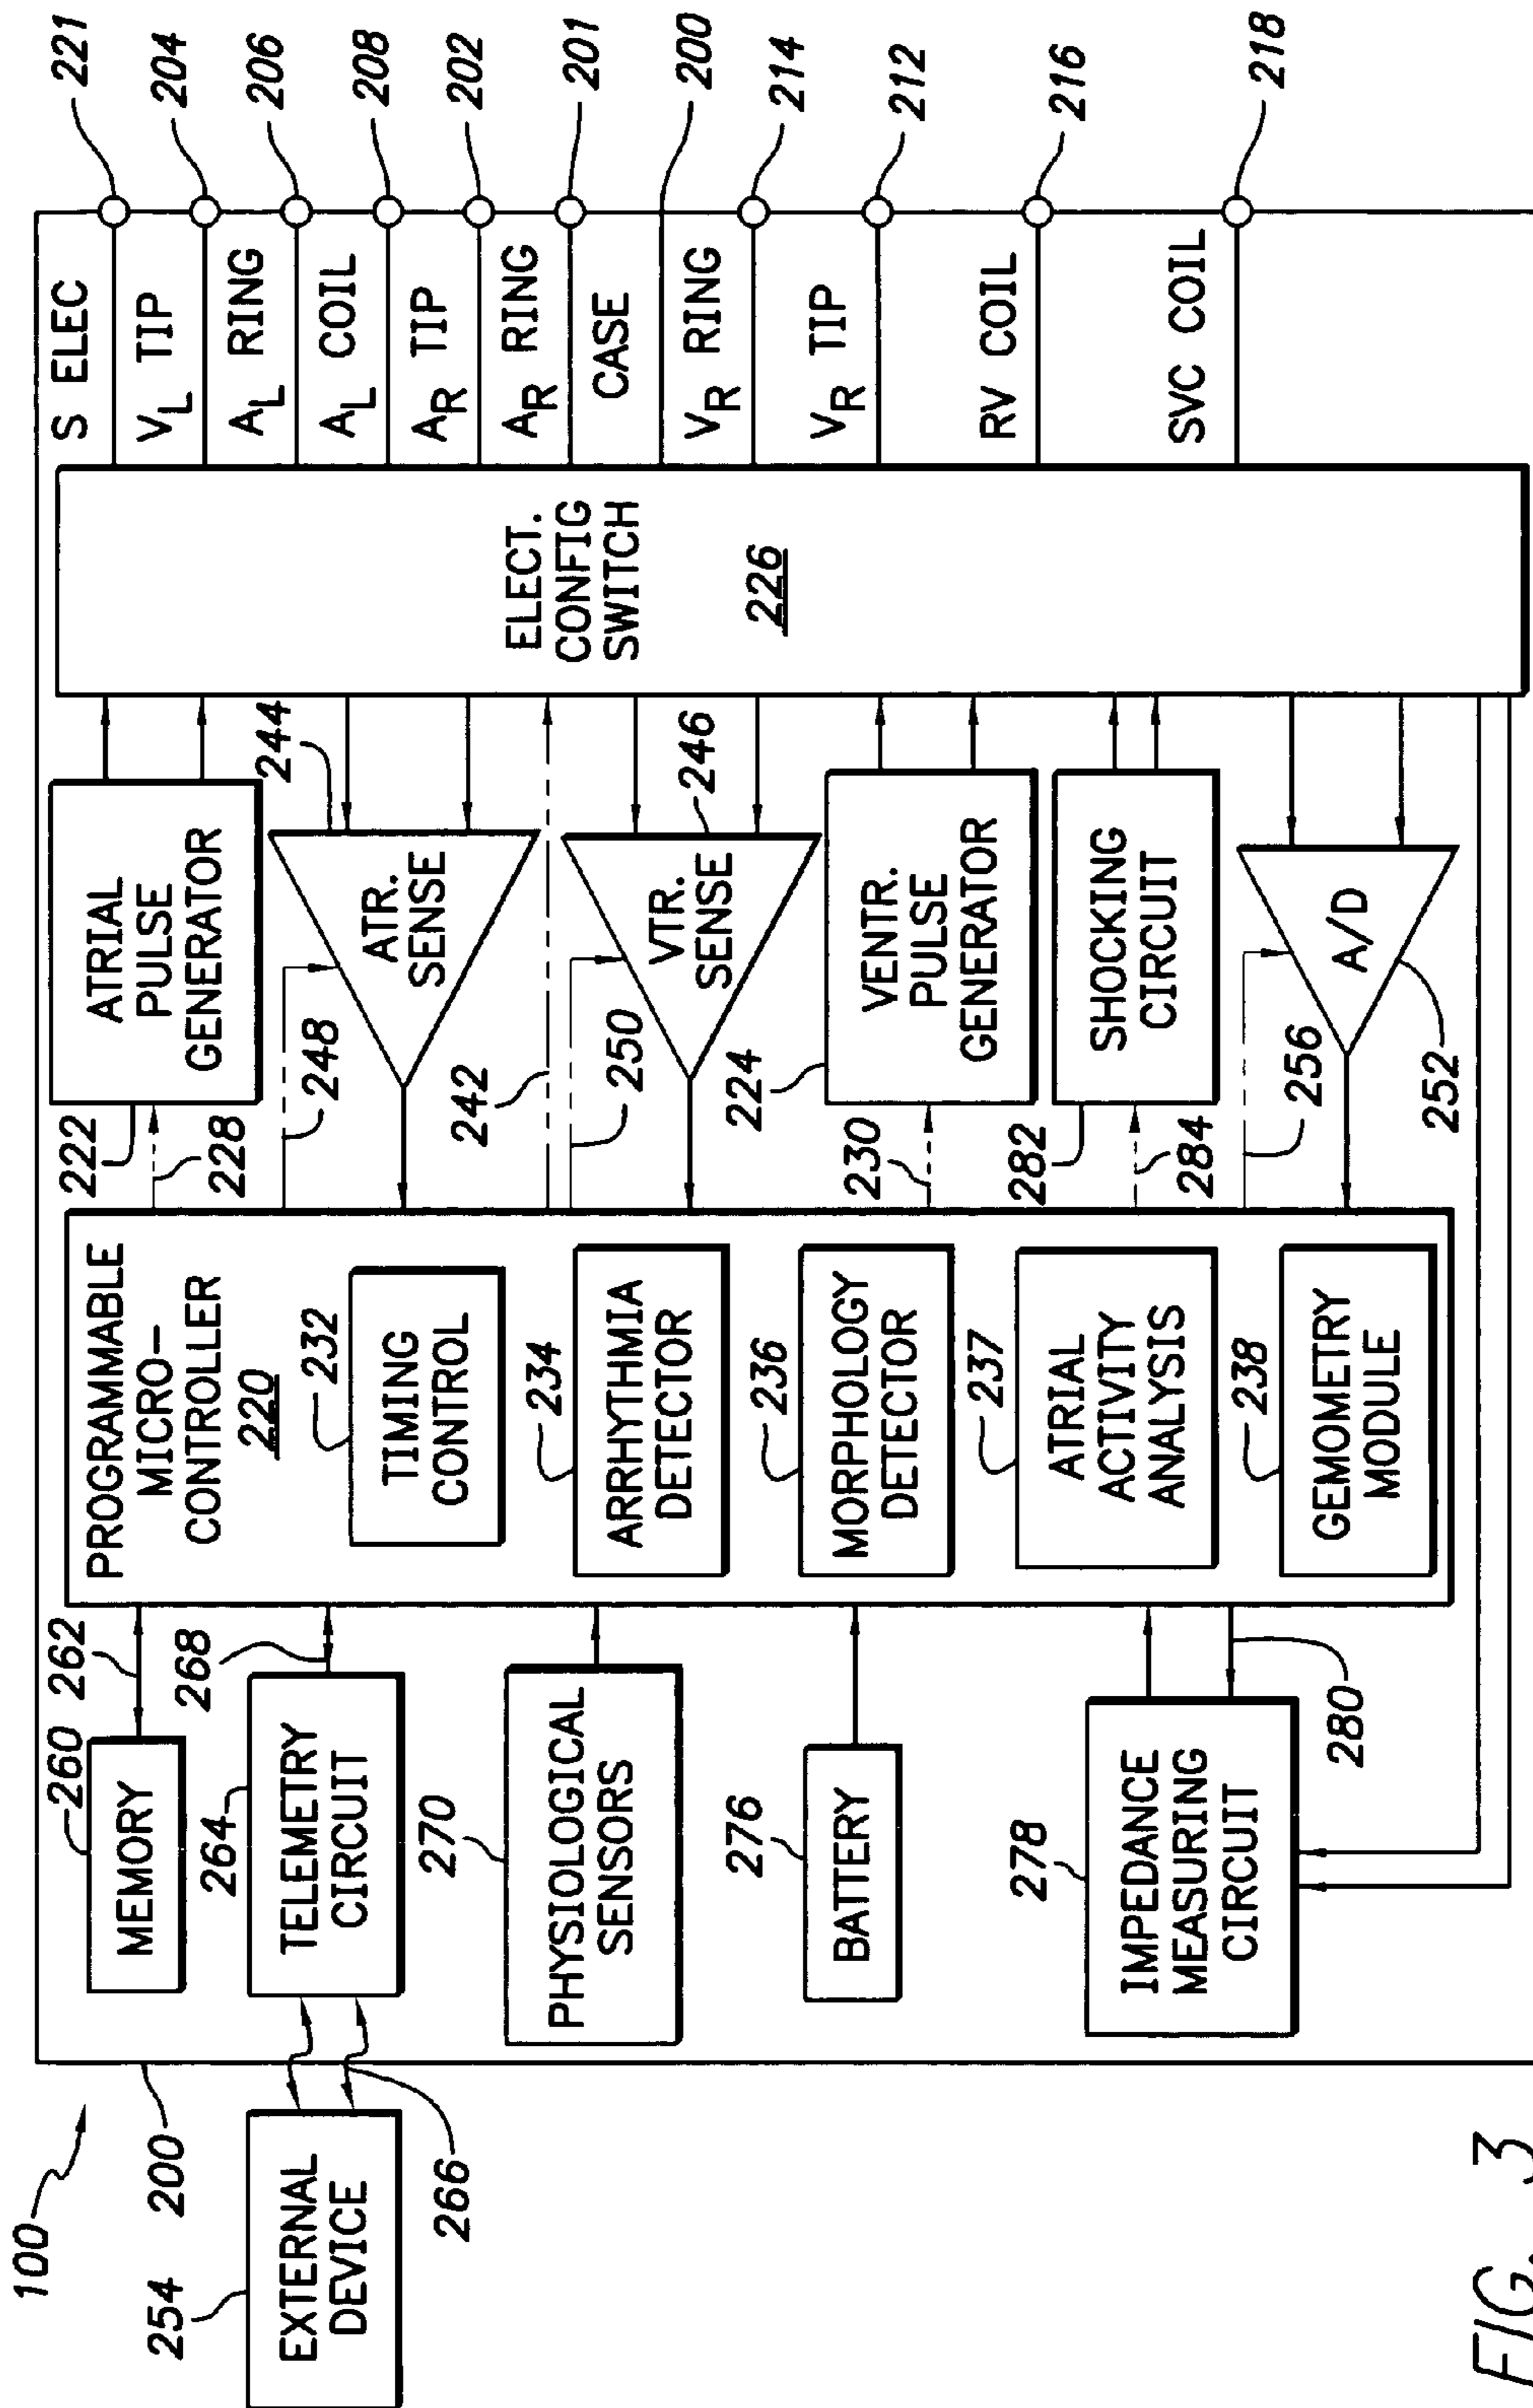 100
200
254
EXTERNAL
DEVICE
266
260
MEMORY
262
264
TELEMETRY
CIRCUIT
268
270
PHYSIOLOGICAL
SENSORS
276
BATTERY
278
IMPEDANCE
MEASURING
CIRCUIT
280
PROGRAMMABLE
MICRO-
CONTROLLER
220
232
TIMING
CONTROL
234
ARRHYTHMIA
DETECTOR
236
MORPHOLOGY
DETECTOR
237
ATRIAL
ACTIVITY
ANALYSIS
238
GEMOMETRY
MODULE
222
228
ATRIAL
PULSE
GENERATOR
244
248
ATR.
SENSE
242
250
246
VTR.
SENSE
224
230
VENTR.
PULSE
GENERATOR
282
284
SHOCKING
CIRCUIT
256
A/D
252
ELECT.
CONFIG
SWITCH
226
S ELEC
221
VL TIP
204
AL RING
206
AL COIL
208
AR TIP
202
AR RING
201
CASE
200
VR RING
214
VR TIP
212
RV COIL
216
SVC COIL
218
FIG. 3